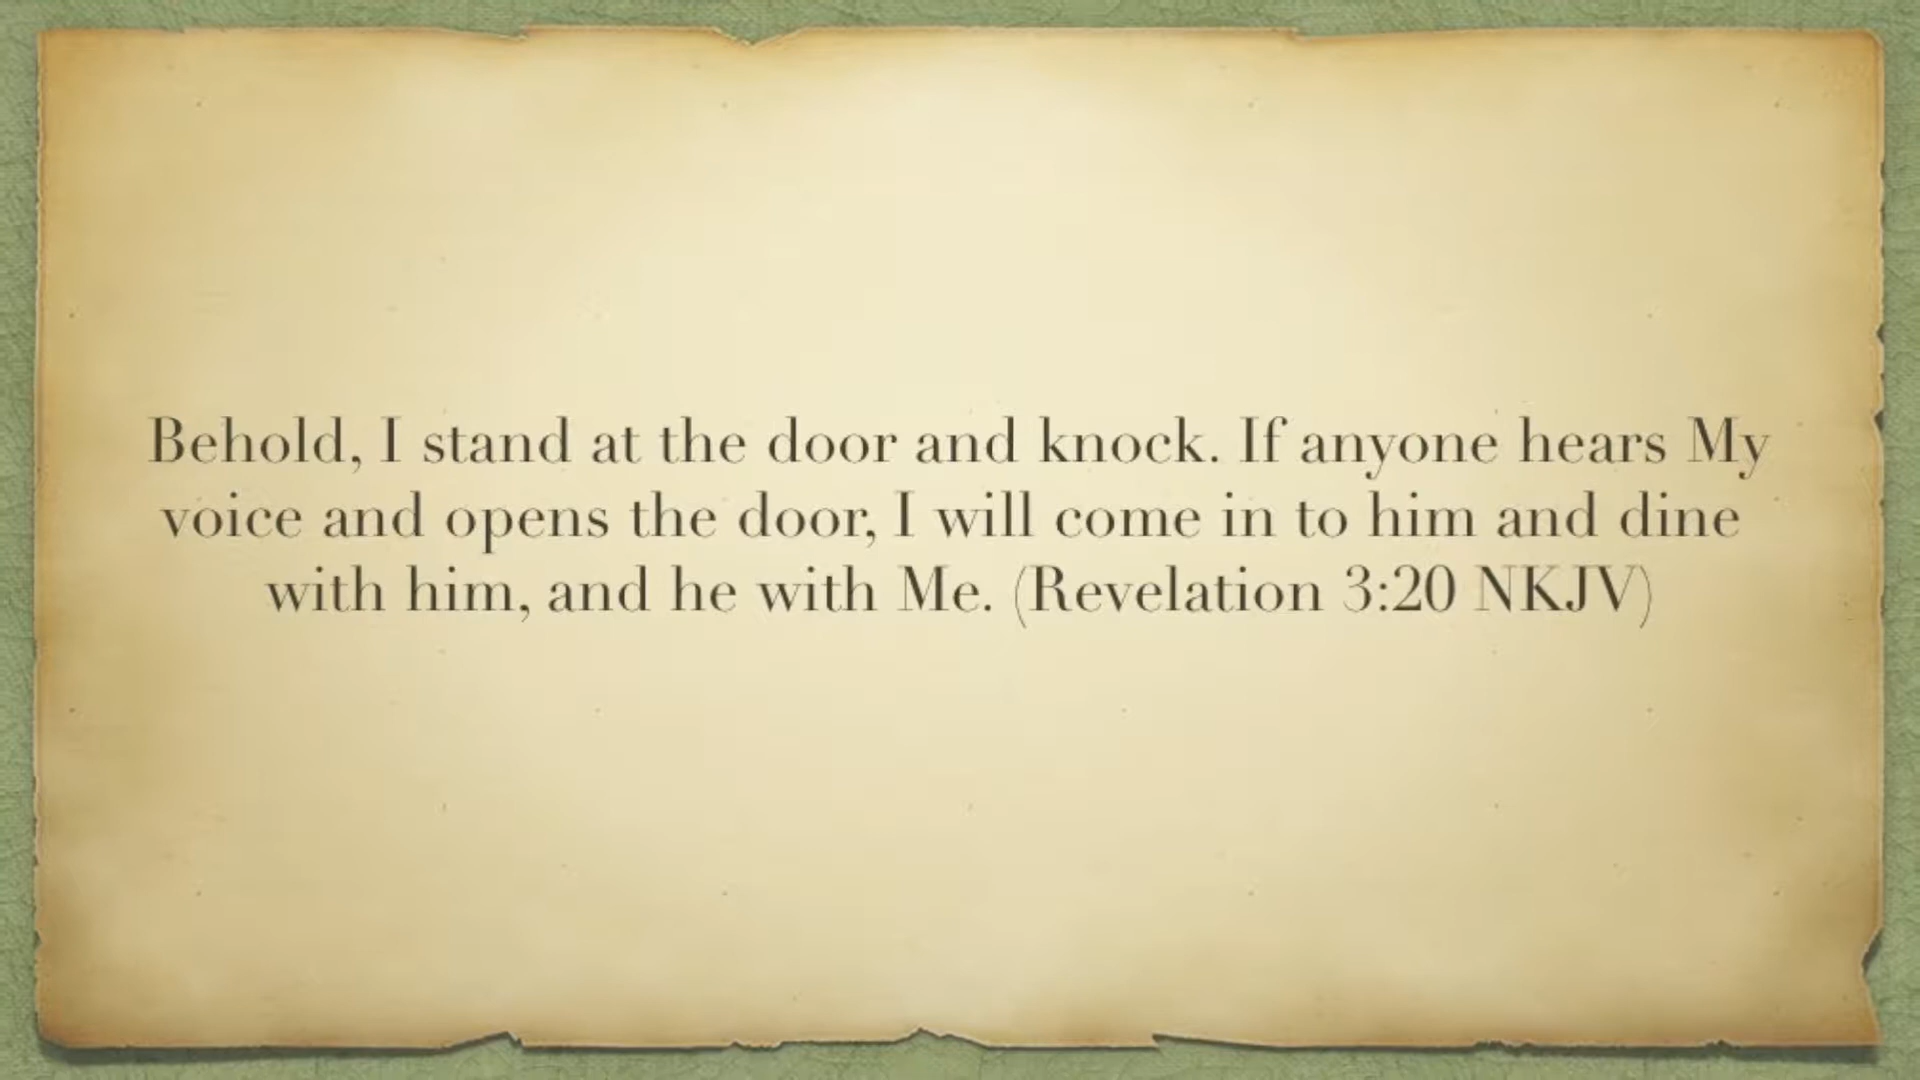 Behold, I stand at the door and knock. If anyone hears My
voice and opens the door, I will come in to him and dine
with him, and he with Me. (Revelation 3:20 NKJV)